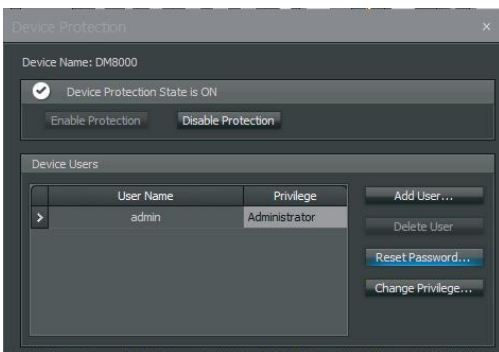 Device Protection
Device Name: DM8000
Device Protection State is ON
Enable Protection Disable Protection
Device Users
User Name Privilege Add User...
admin Administrator
Delete User
Reset Password...
Change Privilege...